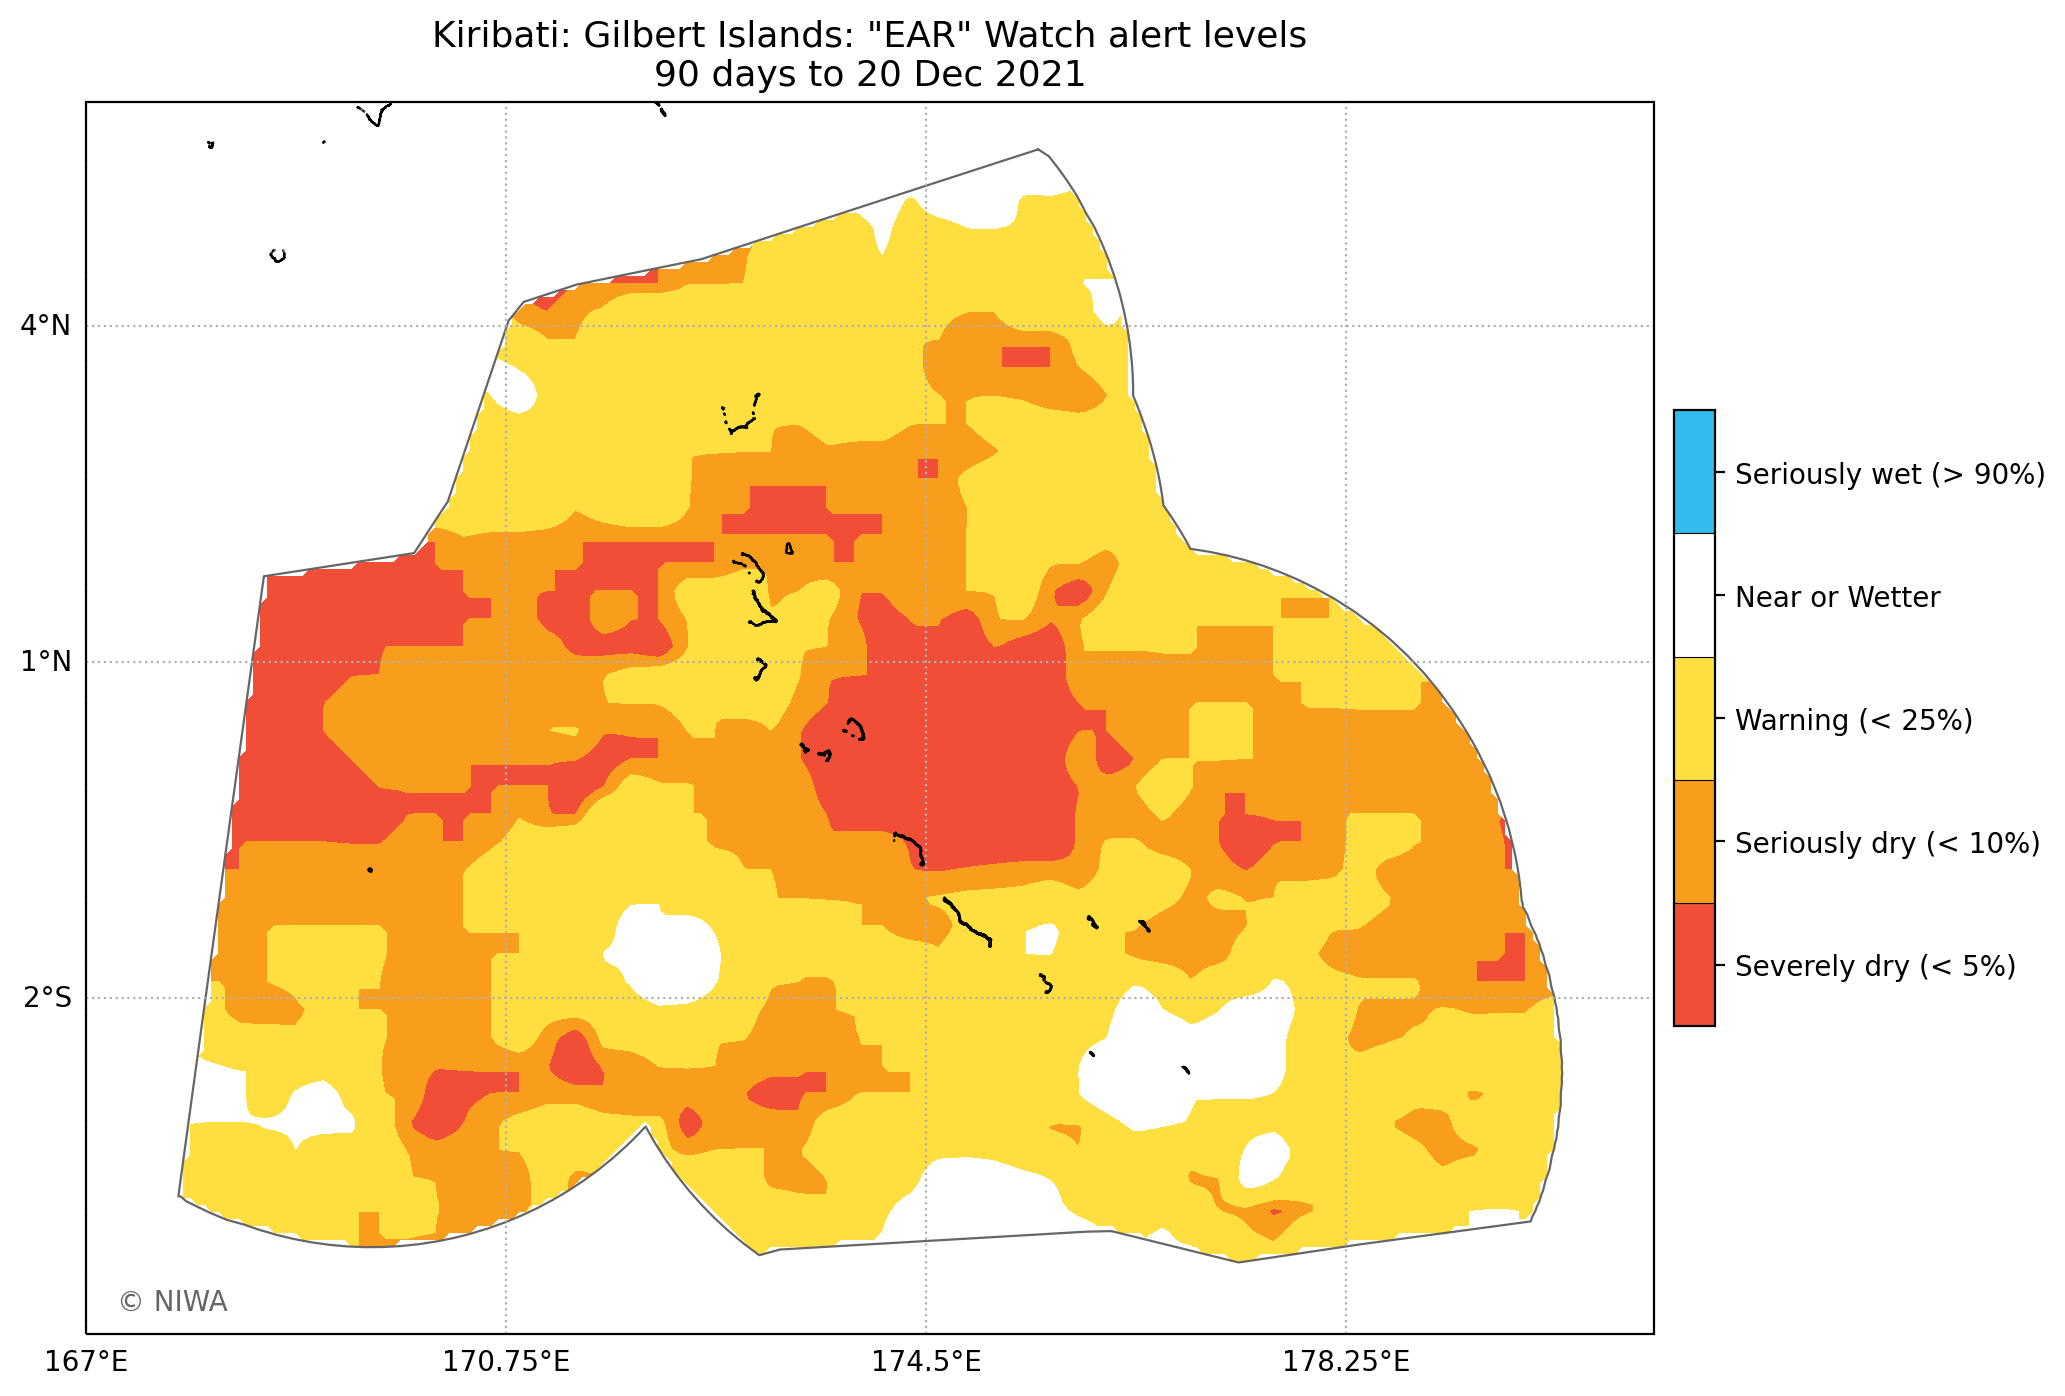 Kiribati: Gilbert Islands: "EAR" Watch alert levels
90 days to 20 Dec 2021
4°N
1°N
2°S
167°E
170.75°E
174.5°E
178.25°E
Seriously wet (> 90%)
Near or Wetter
Warning (< 25%)
Seriously dry (< 10%)
Severely dry (< 5%)
© NIWA